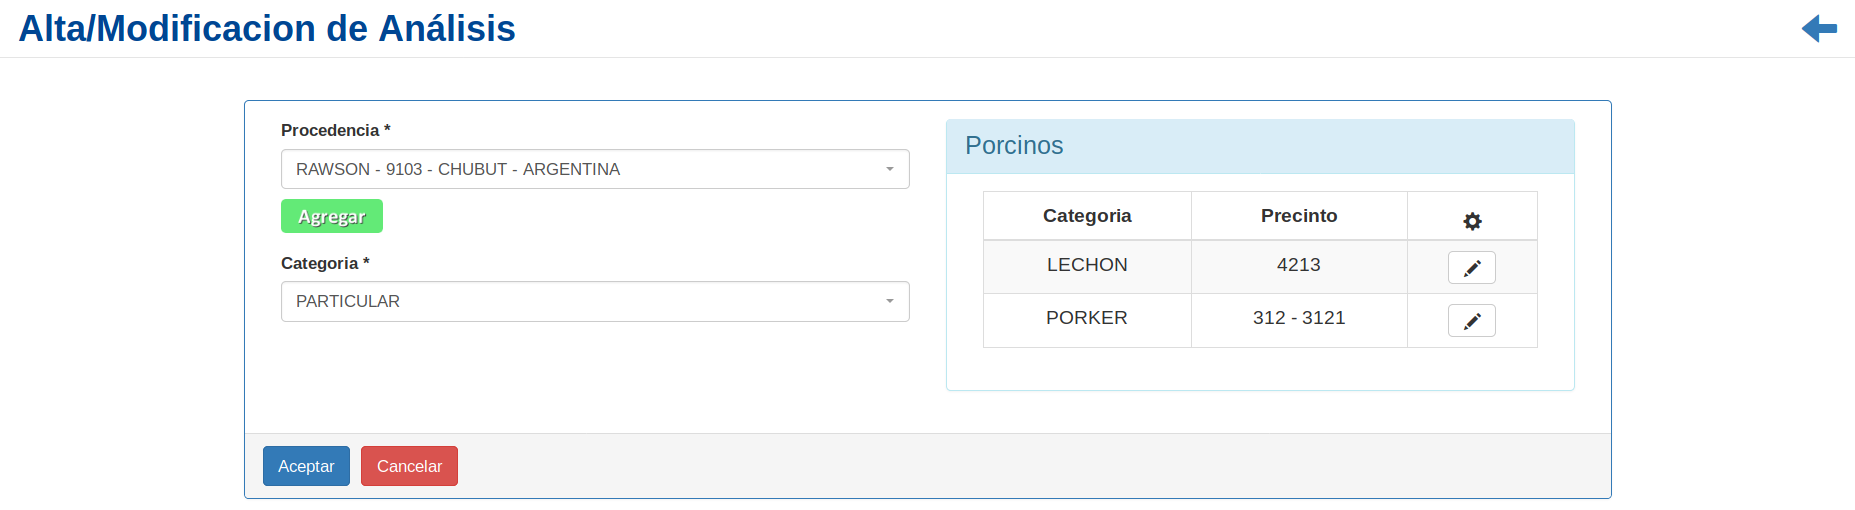 Alta/Modificacion de Análisis
Procedencia *
RAWSON - 9103 - CHUBUT - ARGENTINA
Agregar
Categoria *
PARTICULAR
Porcinos
Categoria Precinto
LECHON 4213
PORKER 312 - 3121
Aceptar Cancelar